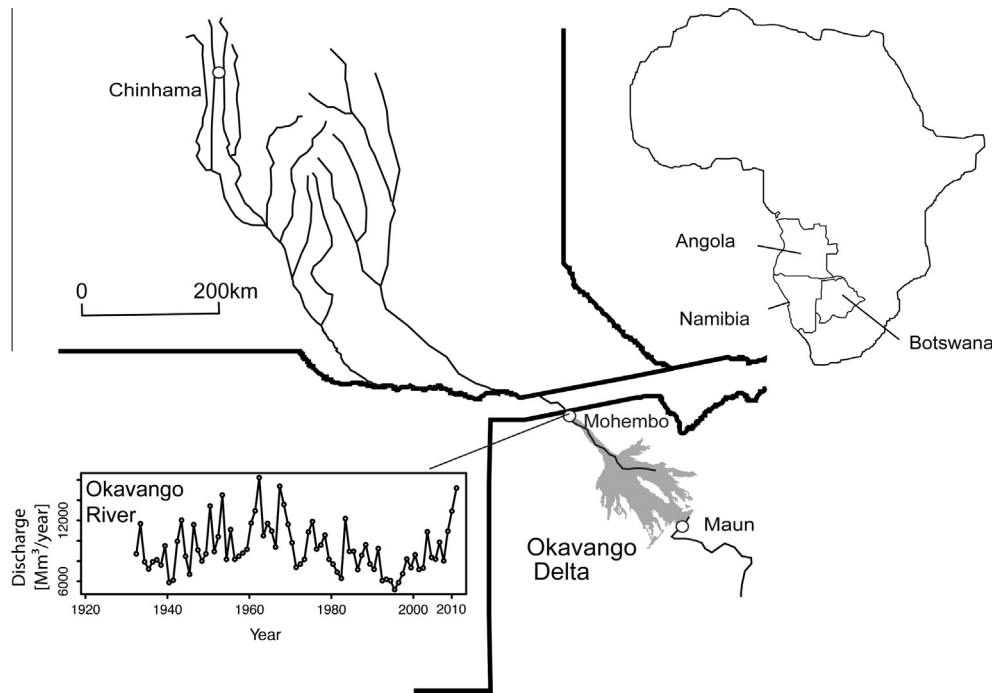 Chinhama
0
200km
Angola
Namibia
Botswana
Mohembo
Maun
Okavango
Delta
Okavango
River
Discharge
[Mm³/year]
12000
6000
1920
1940
1960
1980
2000
2010
Year